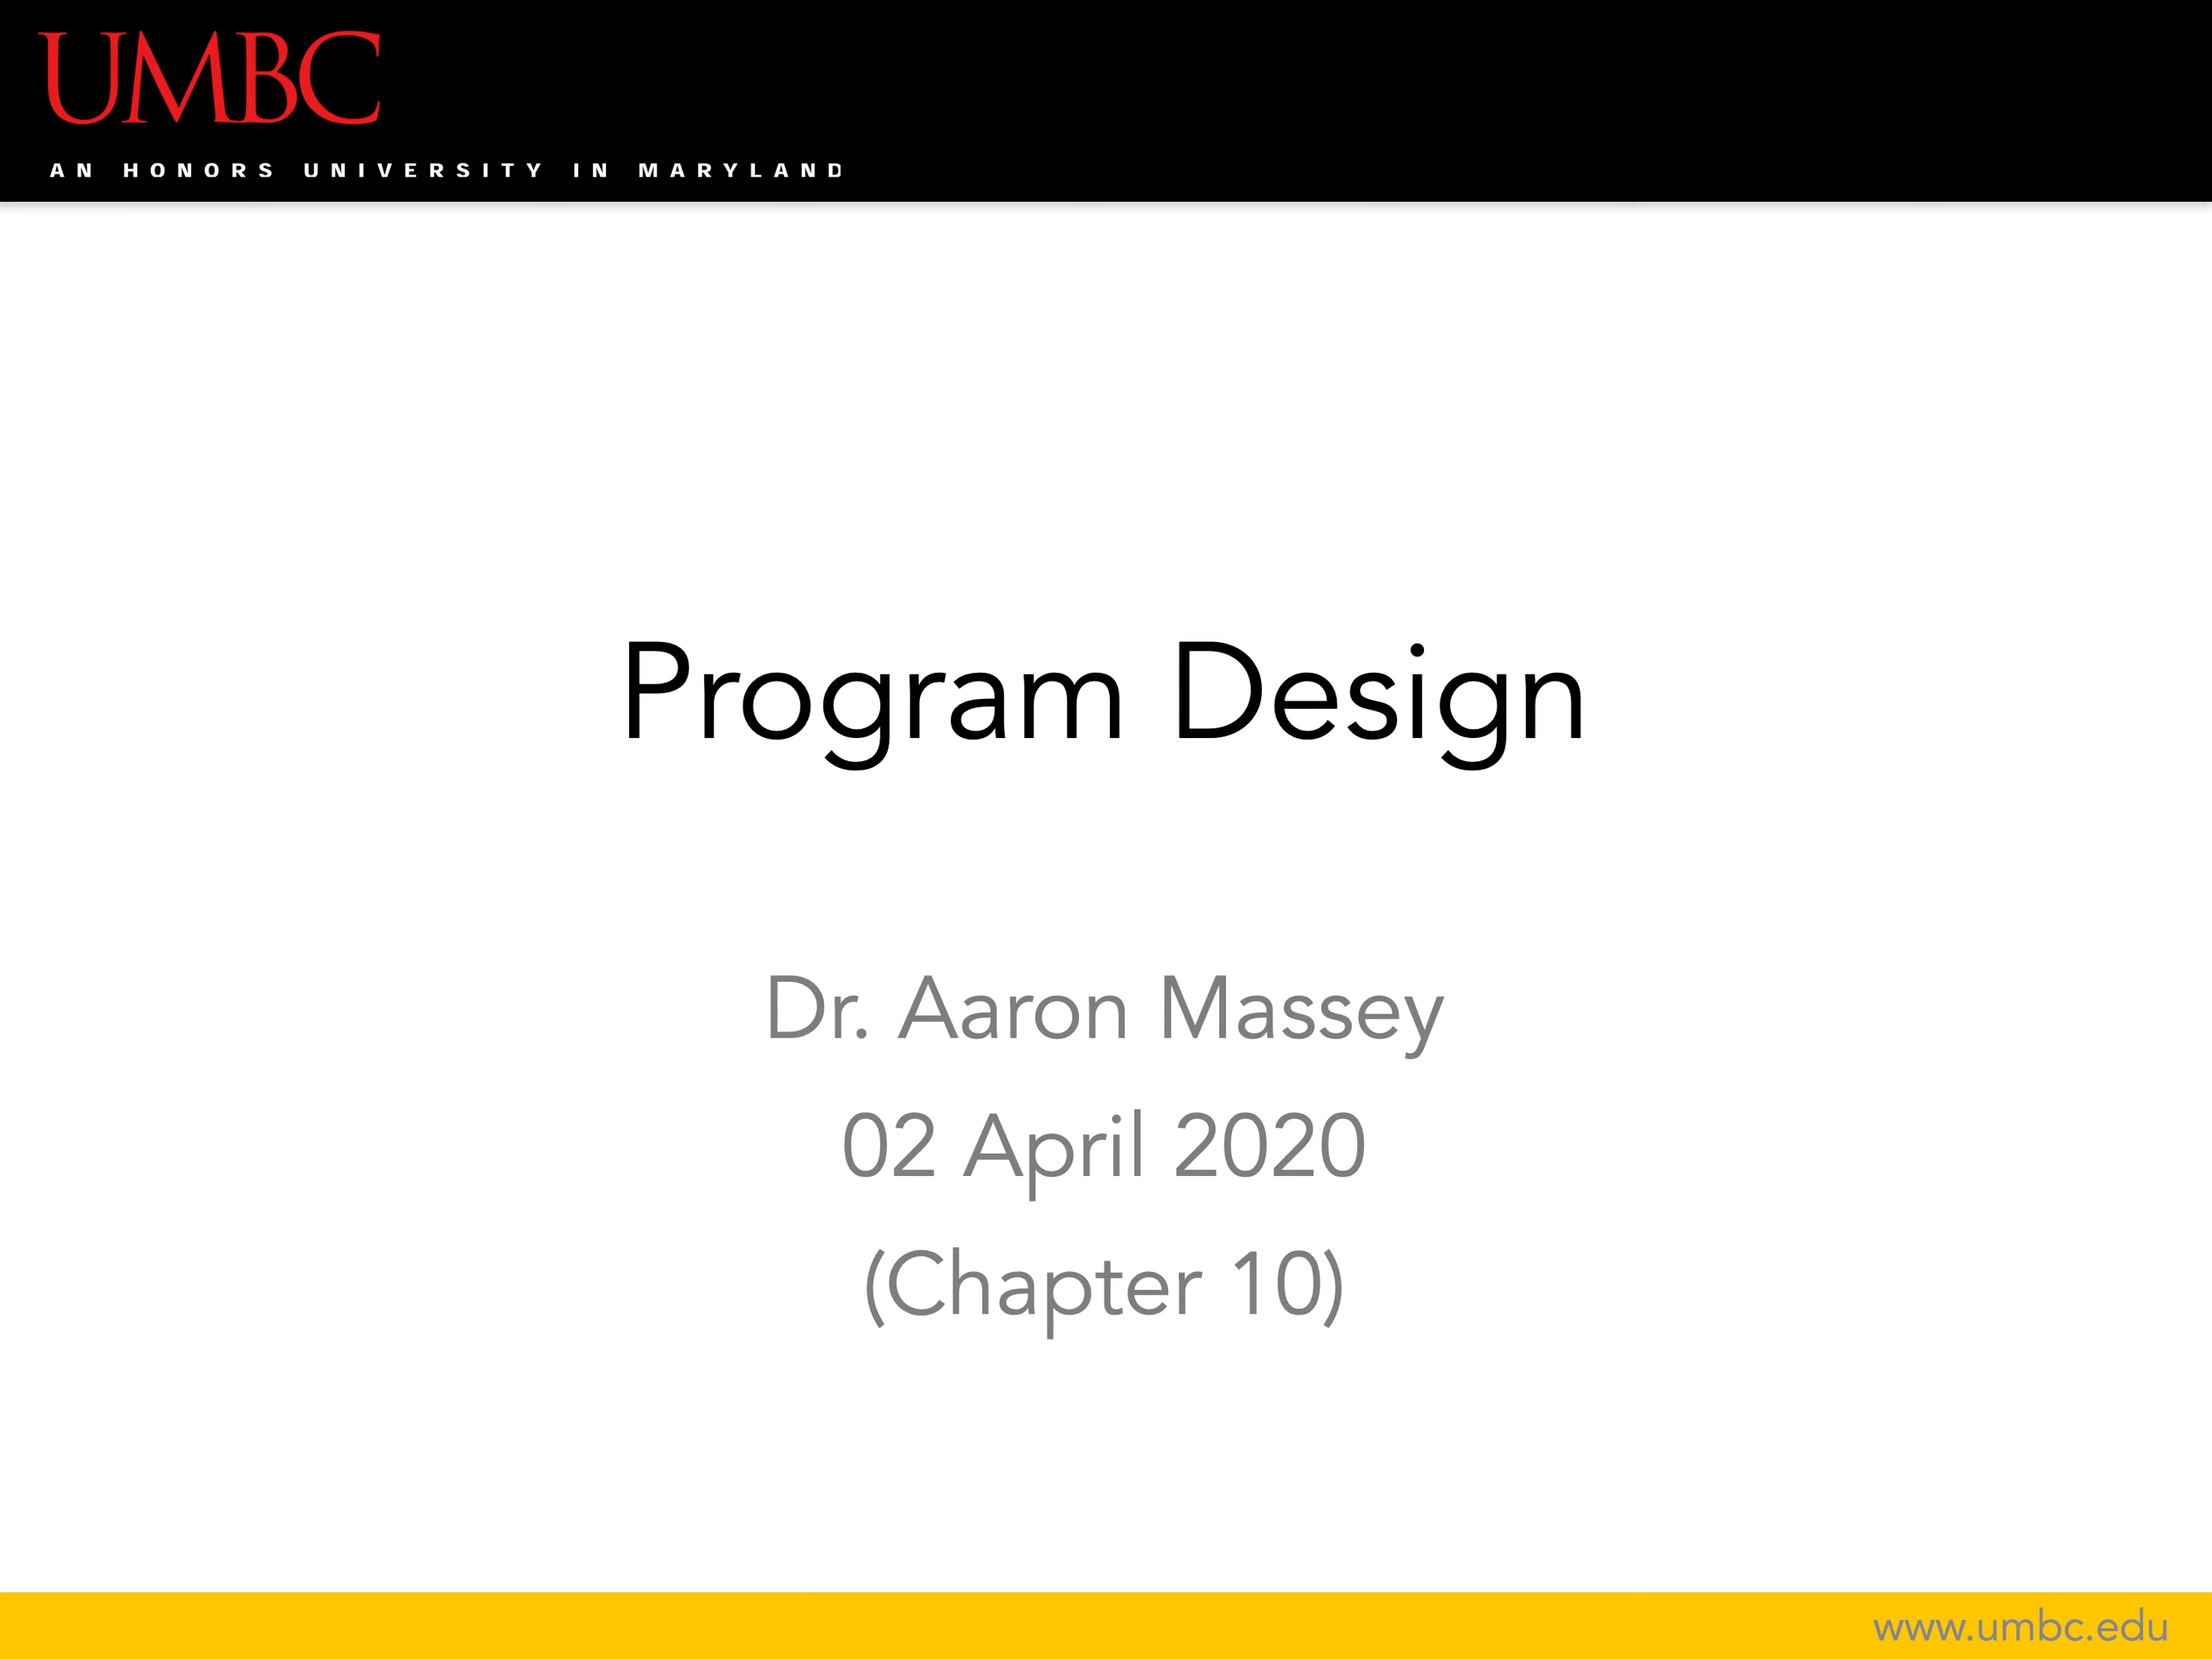 UMBC
AN HONORS UNIVERSITY IN MARYLAND
Program Design
Dr. Aaron Massey
02 April 2020
(Chapter 10)
www.umbc.edu